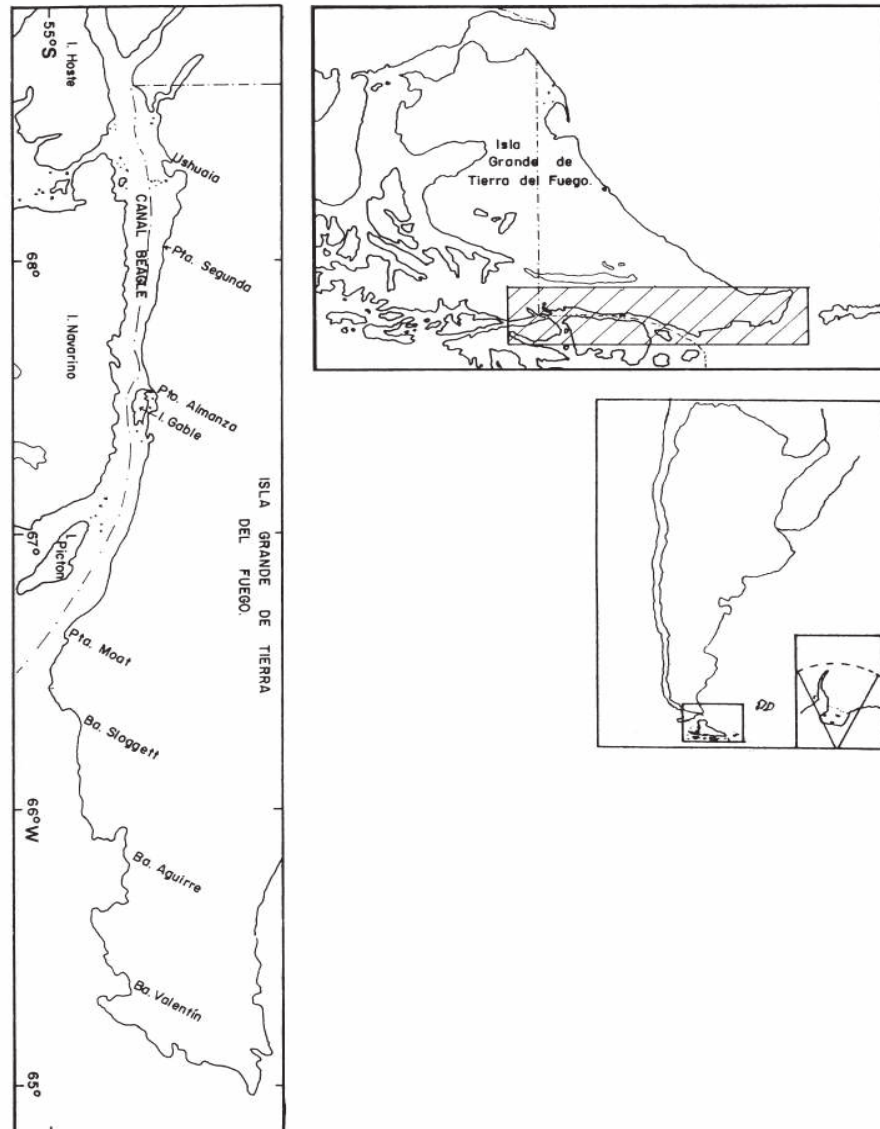 55°S
I. Hoste
Ushuaia
CANAL BEAGLE
Pta. Segunda
68°
I. Navarino
Pta. Almanza
I. Gable
ISLA GRANDE DE TIERRA
DEL FUEGO.
67°
I. Picton
Pta. Moat
Ba. Sloggett
66°W
Ba. Aguirre
Ba. Valentín
65°
Isla
Grande de
Tierra del Fuego.